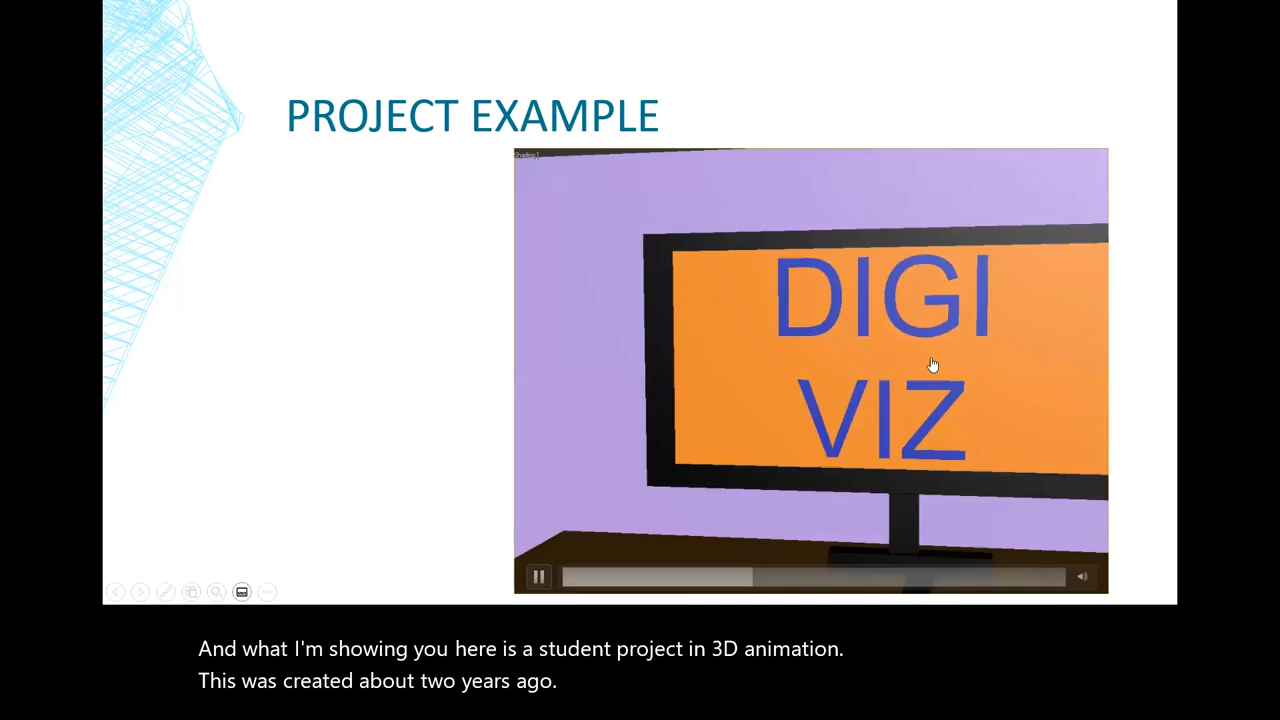 PROJECT EXAMPLE
Shading ]
DIGI
VIZ
And what I'm showing you here is a student project in 3D animation.
This was created about two years ago.